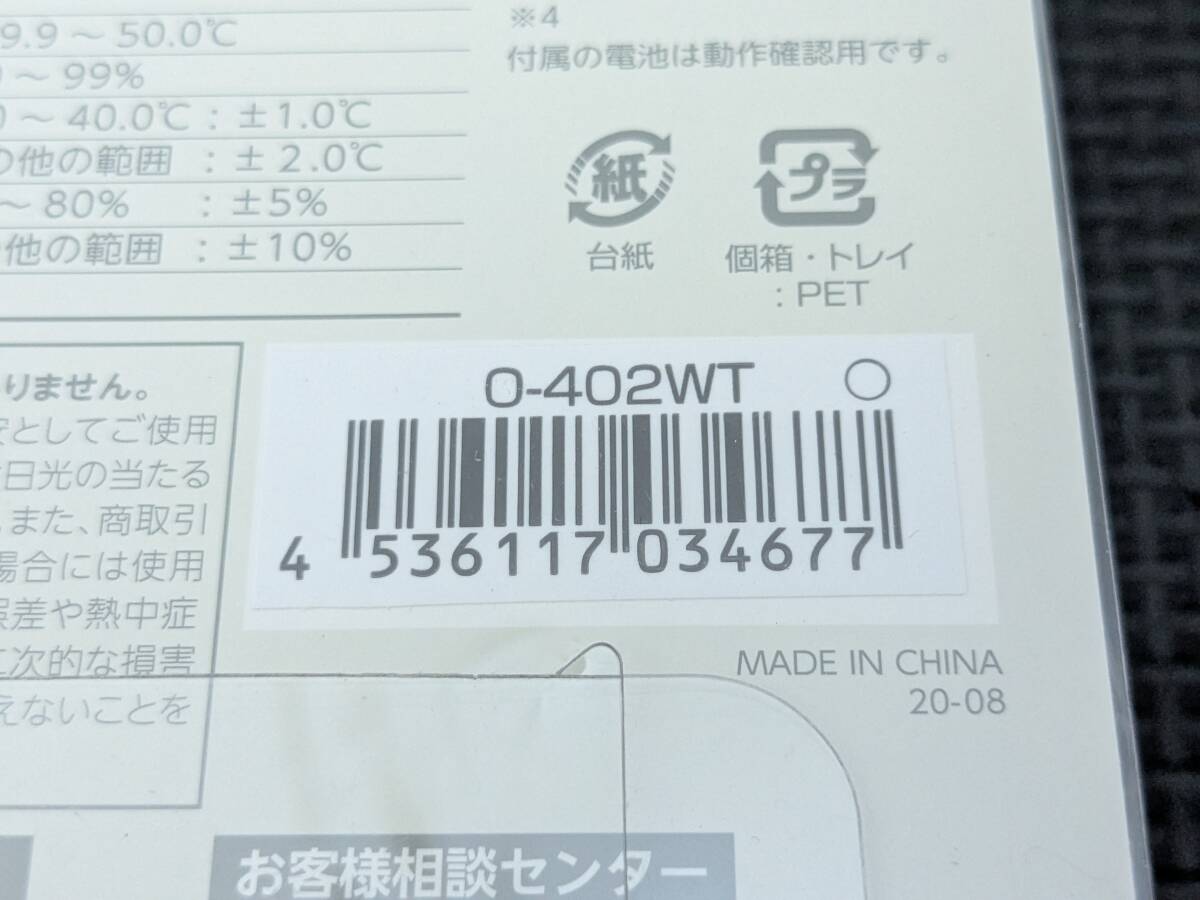 9.9 ~ 50.0℃
~ 99%
~ 40.0℃ : ±1.0℃
の他の範囲 : ± 2.0℃
~ 80% : ±5%
他の範囲 : ±10%
※4
付属の電池は動作確認用です。
紙
台紙
プラ
個箱・トレイ
: PET
りません。
としてご使用
日光の当たる
また、商取引
場合には使用
差や熱中症
次的な損害
えないことを
O-402WT
4 536117 034677
MADE IN CHINA
20-08
お客様相談センター